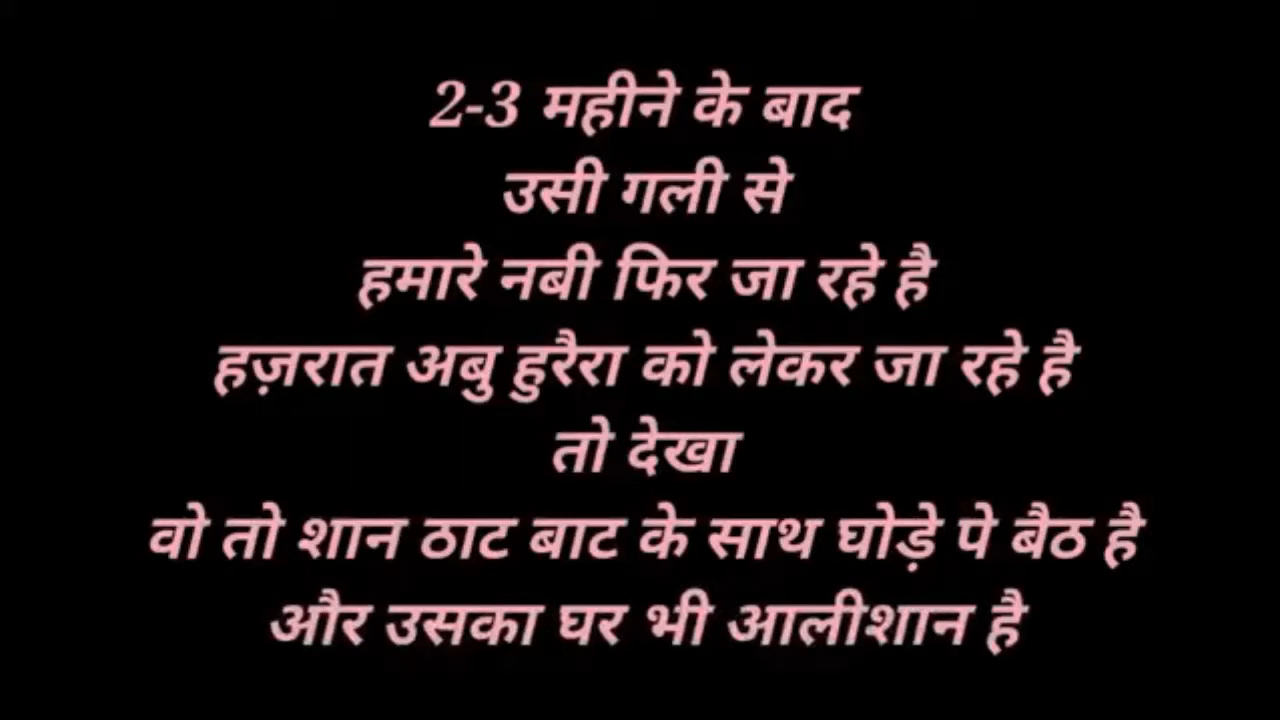 2-3 महीने के बाद
उसी गली से
हमारे नबी फिर जा रहे है
हज़रात अबु हुरैरा को लेकर जा रहे है
तो देखा
वो तो शान ठाट बाट के साथ घोड़े पे बैठ है
और उसका घर भी आलीशान है